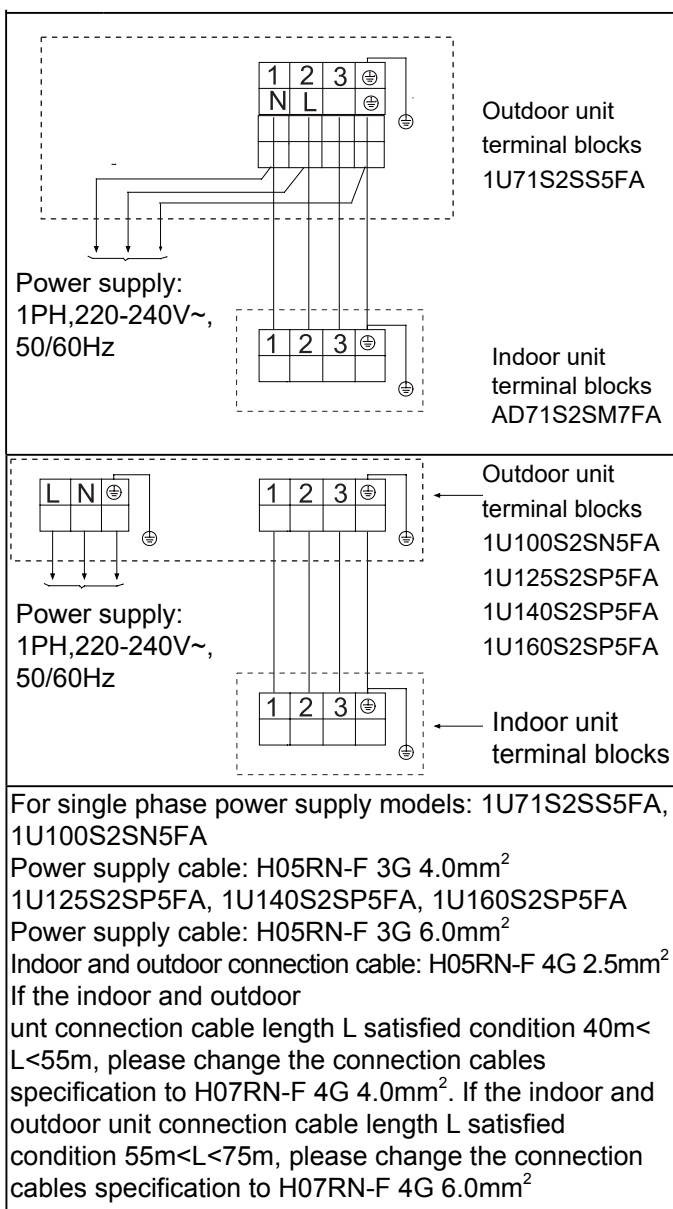 1 2 3 ⏚
N L ⏚
⏚
Outdoor unit
terminal blocks
1U71S2SS5FA
Power supply:
1PH,220-240V~,
50/60Hz
1 2 3 ⏚
⏚
Indoor unit
terminal blocks
AD71S2SM7FA
L N ⏚
⏚
1 2 3 ⏚
⏚
Outdoor unit
terminal blocks
1U100S2SN5FA
1U125S2SP5FA
1U140S2SP5FA
1U160S2SP5FA
Power supply:
1PH,220-240V~,
50/60Hz
1 2 3 ⏚
⏚
Indoor unit
terminal blocks
For single phase power supply models: 1U71S2SS5FA,
1U100S2SN5FA
Power supply cable: H05RN-F 3G 4.0mm²
1U125S2SP5FA, 1U140S2SP5FA, 1U160S2SP5FA
Power supply cable: H05RN-F 3G 6.0mm²
Indoor and outdoor connection cable: H05RN-F 4G 2.5mm²
If the indoor and outdoor
unt connection cable length L satisfied condition 40m<
L<55m, please change the connection cables
specification to H07RN-F 4G 4.0mm². If the indoor and
outdoor unit connection cable length L satisfied
condition 55m<L<75m, please change the connection
cables specification to H07RN-F 4G 6.0mm²